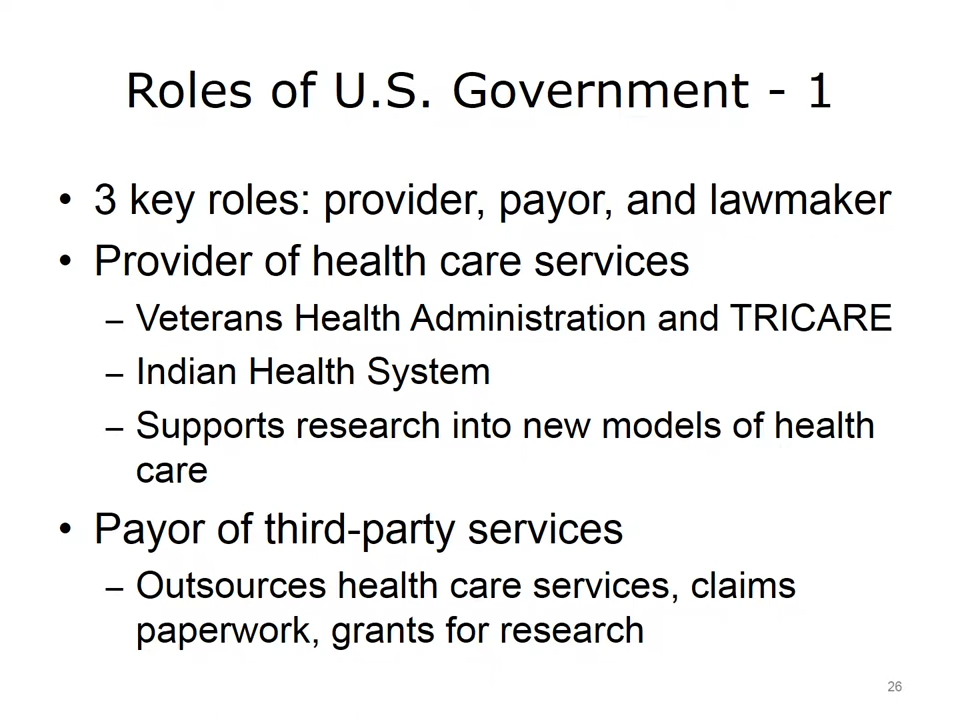 Roles of U.S. Government - 1
• 3 key roles: provider, payor, and lawmaker
• Provider of health care services
– Veterans Health Administration and TRICARE
– Indian Health System
– Supports research into new models of health
care
• Payor of third-party services
– Outsources health care services, claims
paperwork, grants for research
26